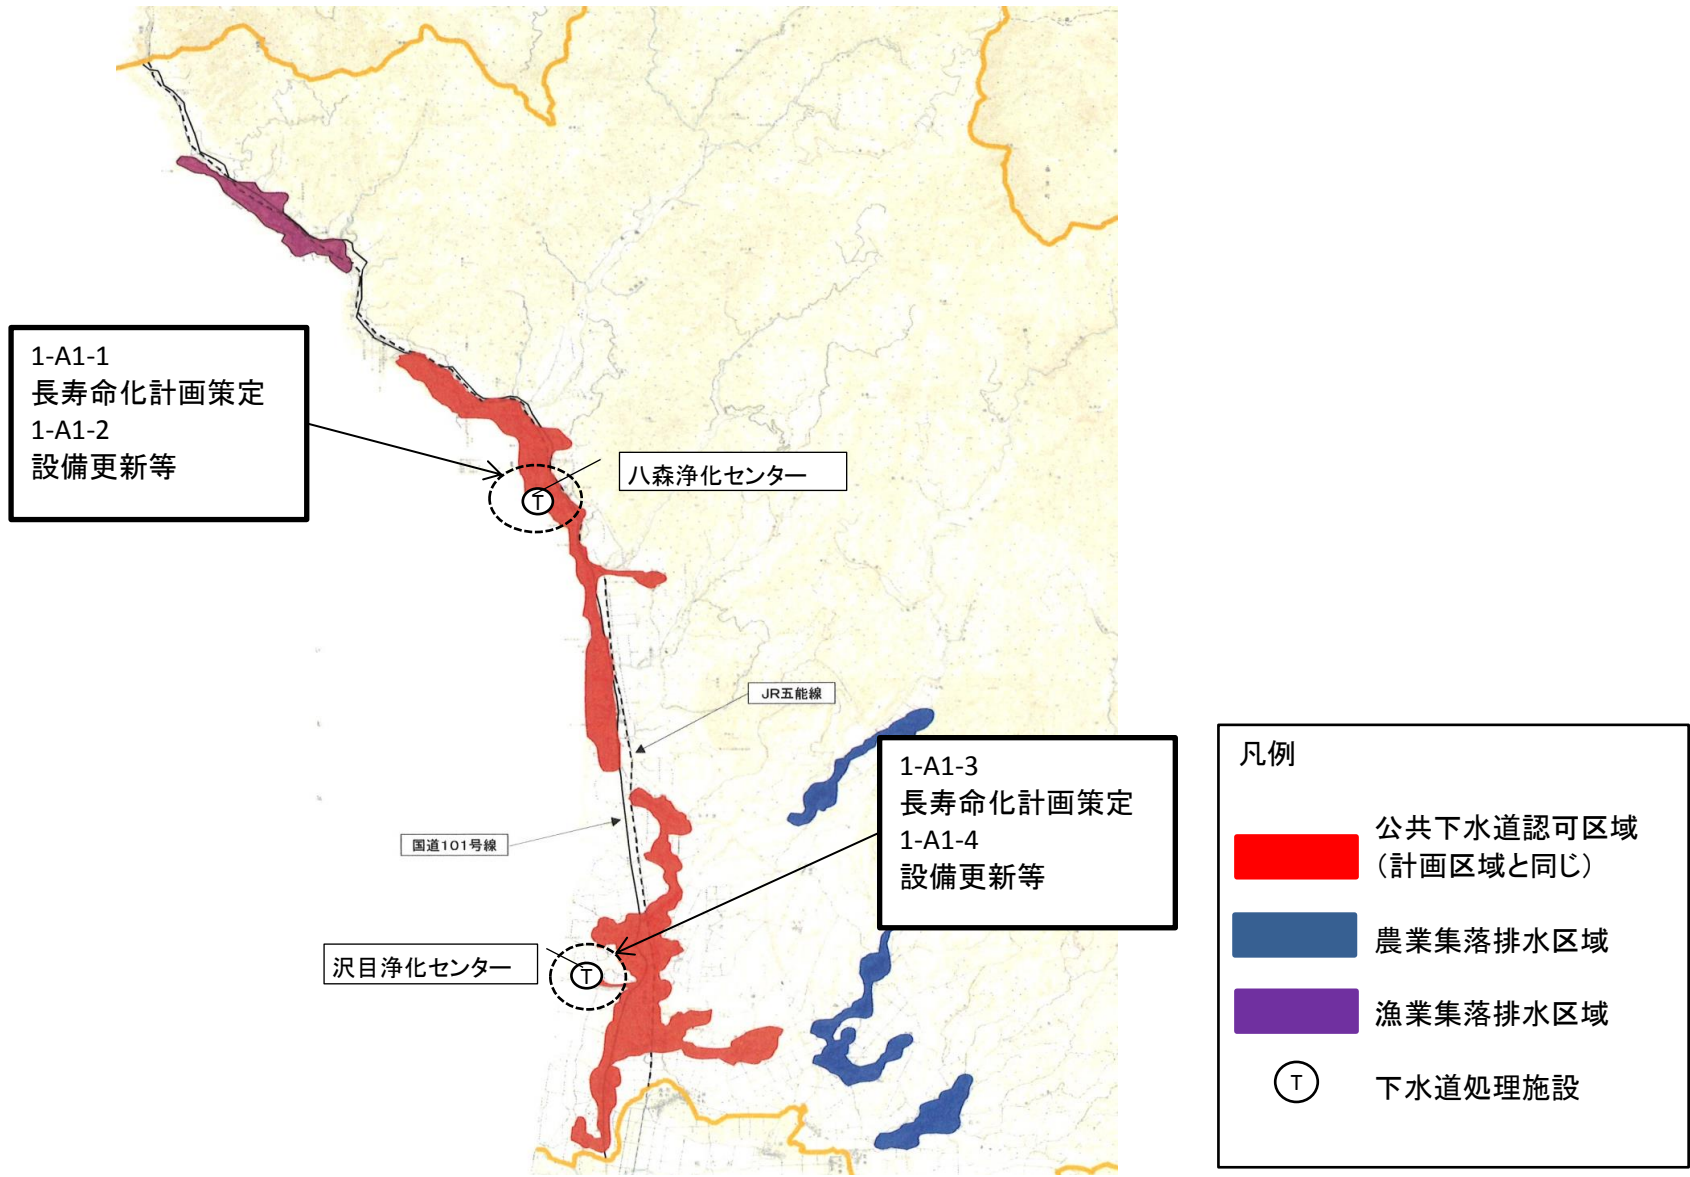 1-A1-1
長寿命化計画策定
1-A1-2
設備更新等
八森浄化センター
T
JR五能線
1-A1-3
長寿命化計画策定
1-A1-4
設備更新等
国道101号線
沢目浄化センター
T
凡例
公共下水道認可区域
(計画区域と同じ)
農業集落排水区域
漁業集落排水区域
T
下水道処理施設